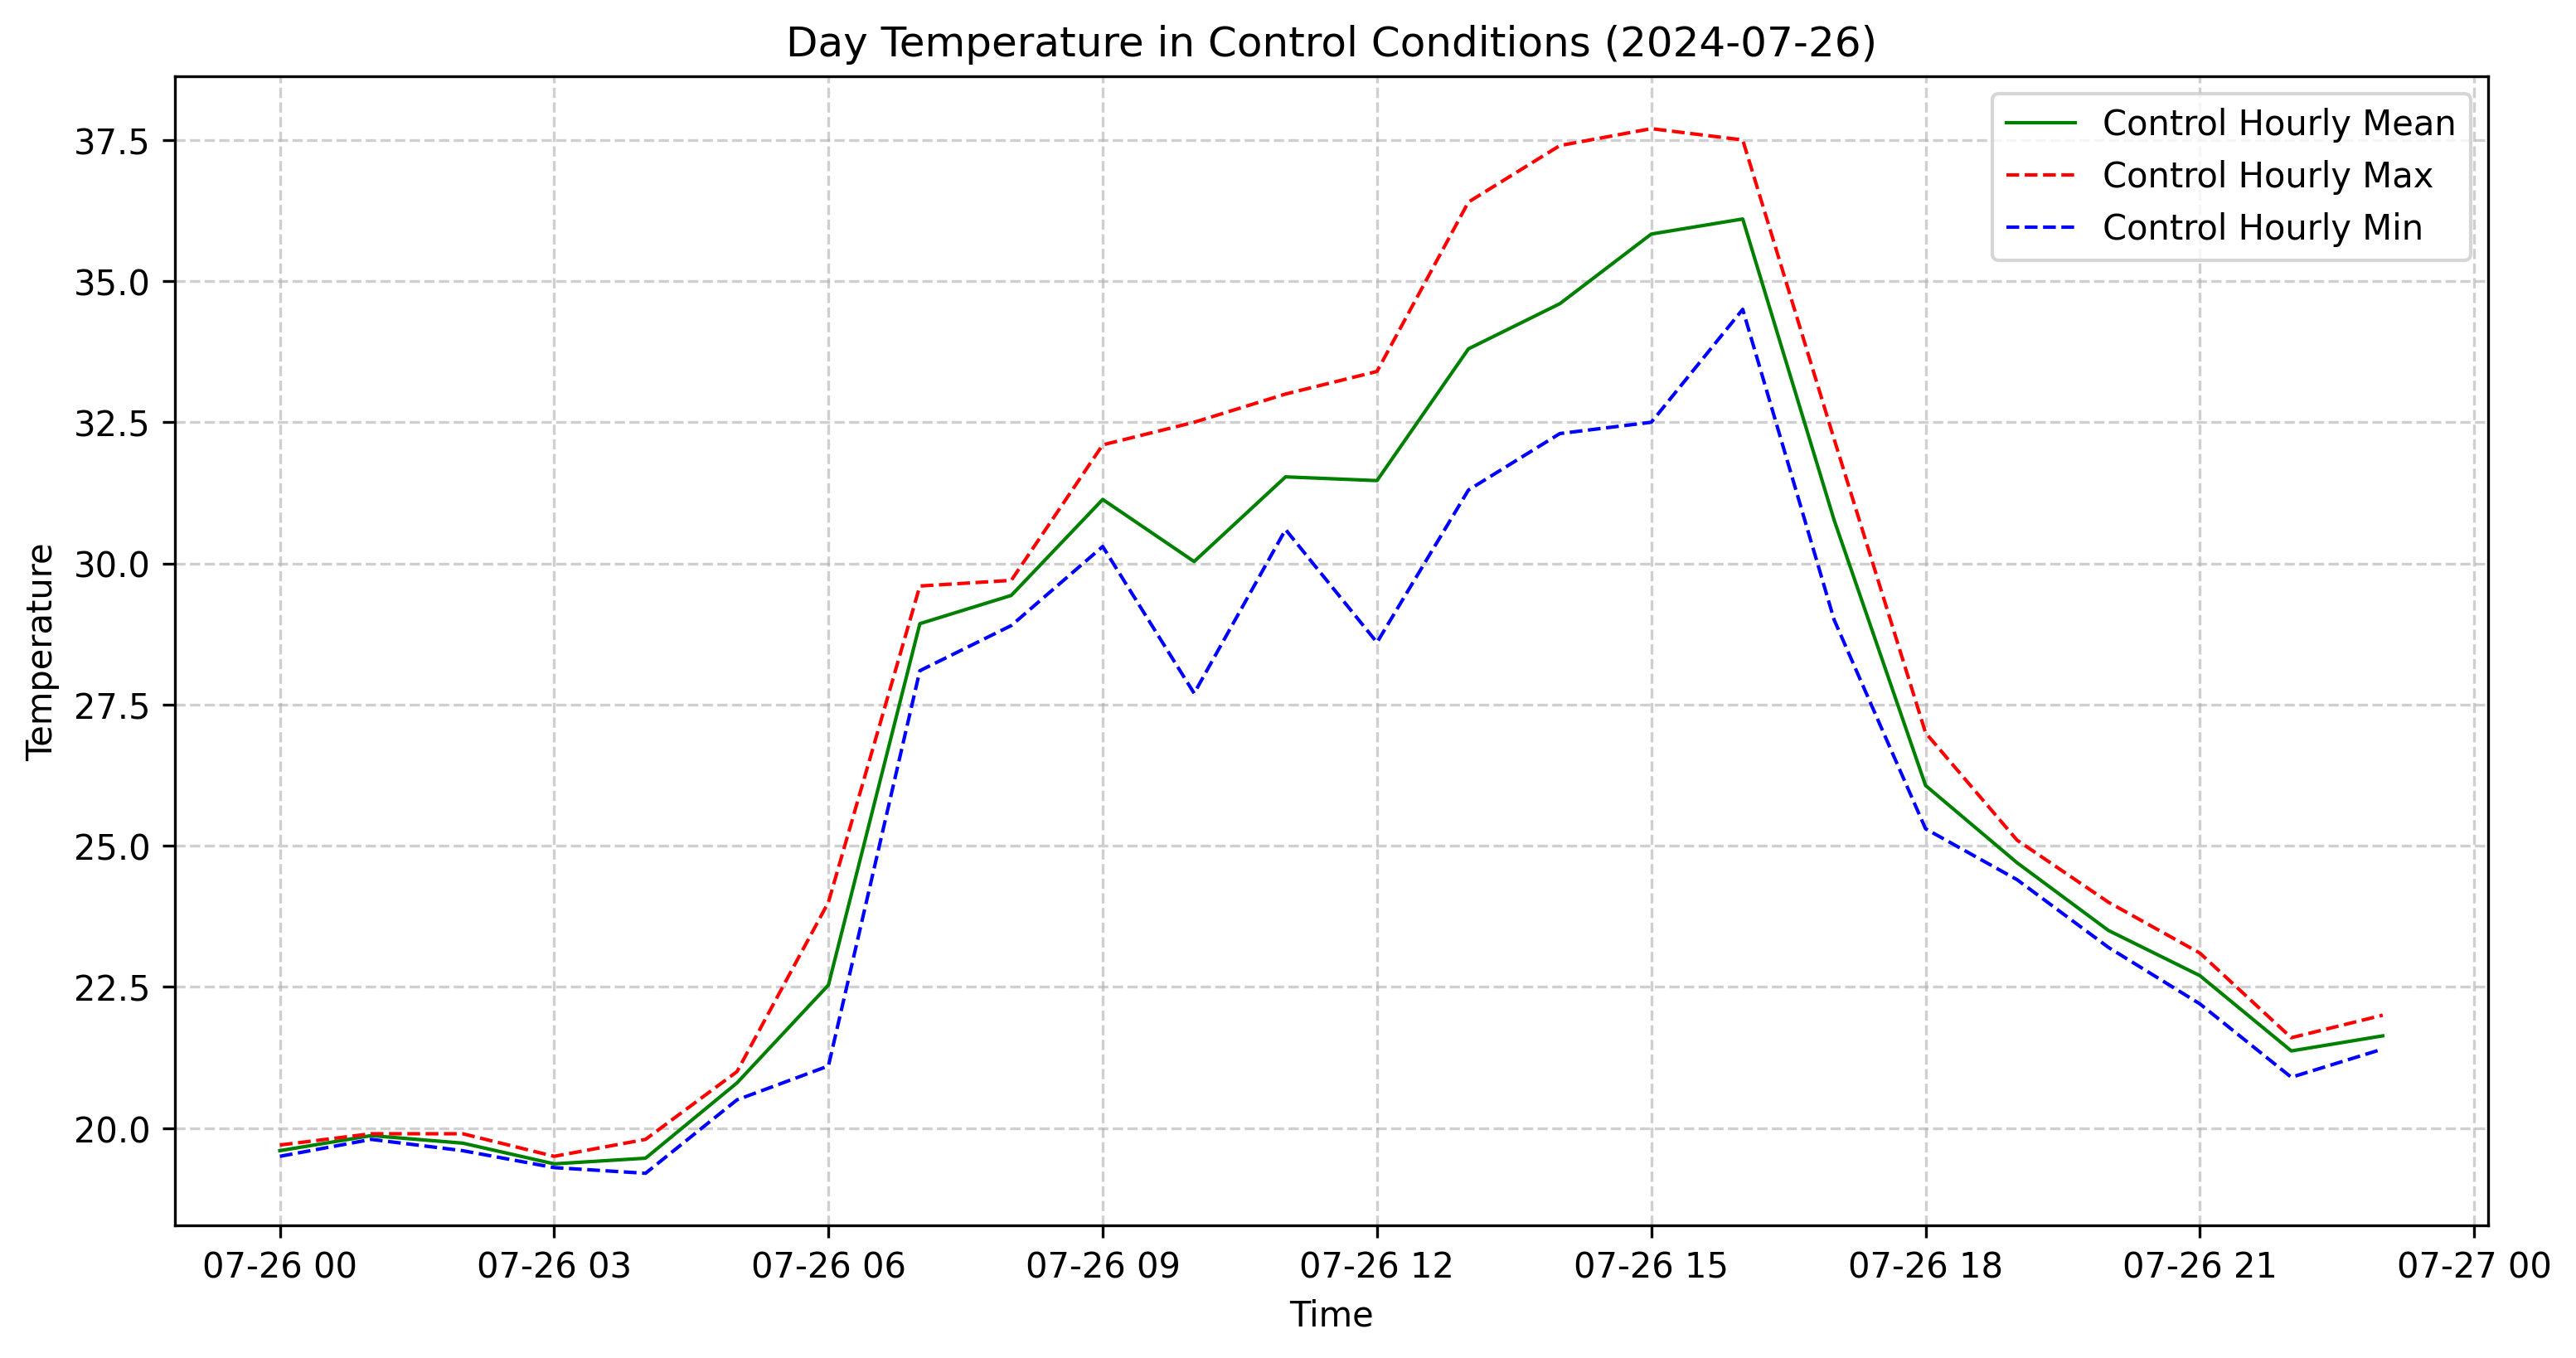 Day Temperature in Control Conditions (2024-07-26)
Control Hourly Mean
Control Hourly Max
Control Hourly Min
Temperature
37.5
35.0
32.5
30.0
27.5
25.0
22.5
20.0
07-26 00 07-26 03 07-26 06 07-26 09 07-26 12 07-26 15 07-26 18 07-26 21 07-27 00
Time